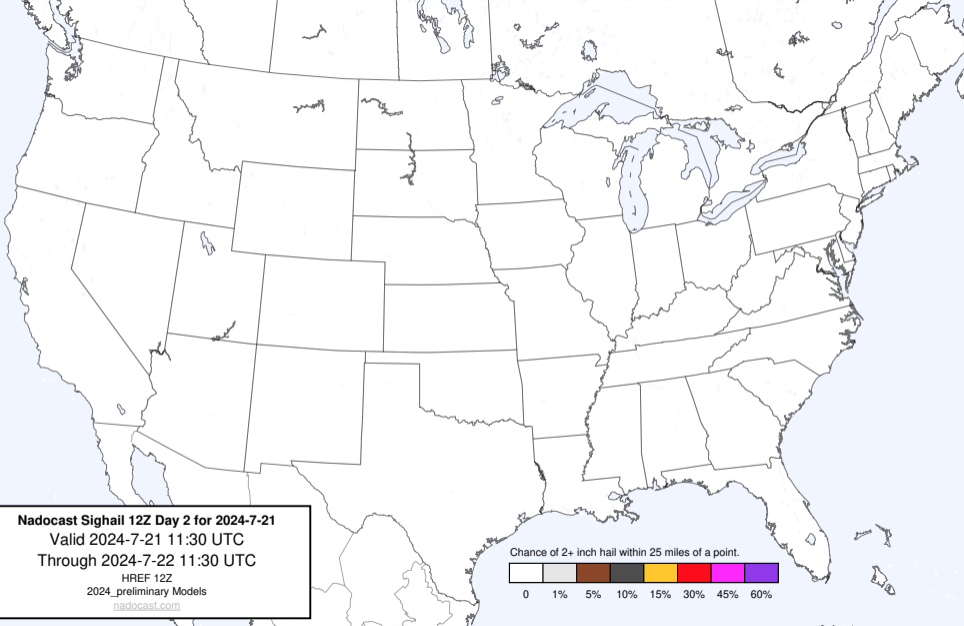 Nadocast Sighail 12Z Day 2 for 2024-7-21
Valid 2024-7-21 11:30 UTC
Through 2024-7-22 11:30 UTC
HREF 12Z
2024_preliminary Models
nadocast.com
Chance of 2+ inch hail within 25 miles of a point.
0 1% 5% 10% 15% 30% 45% 60%